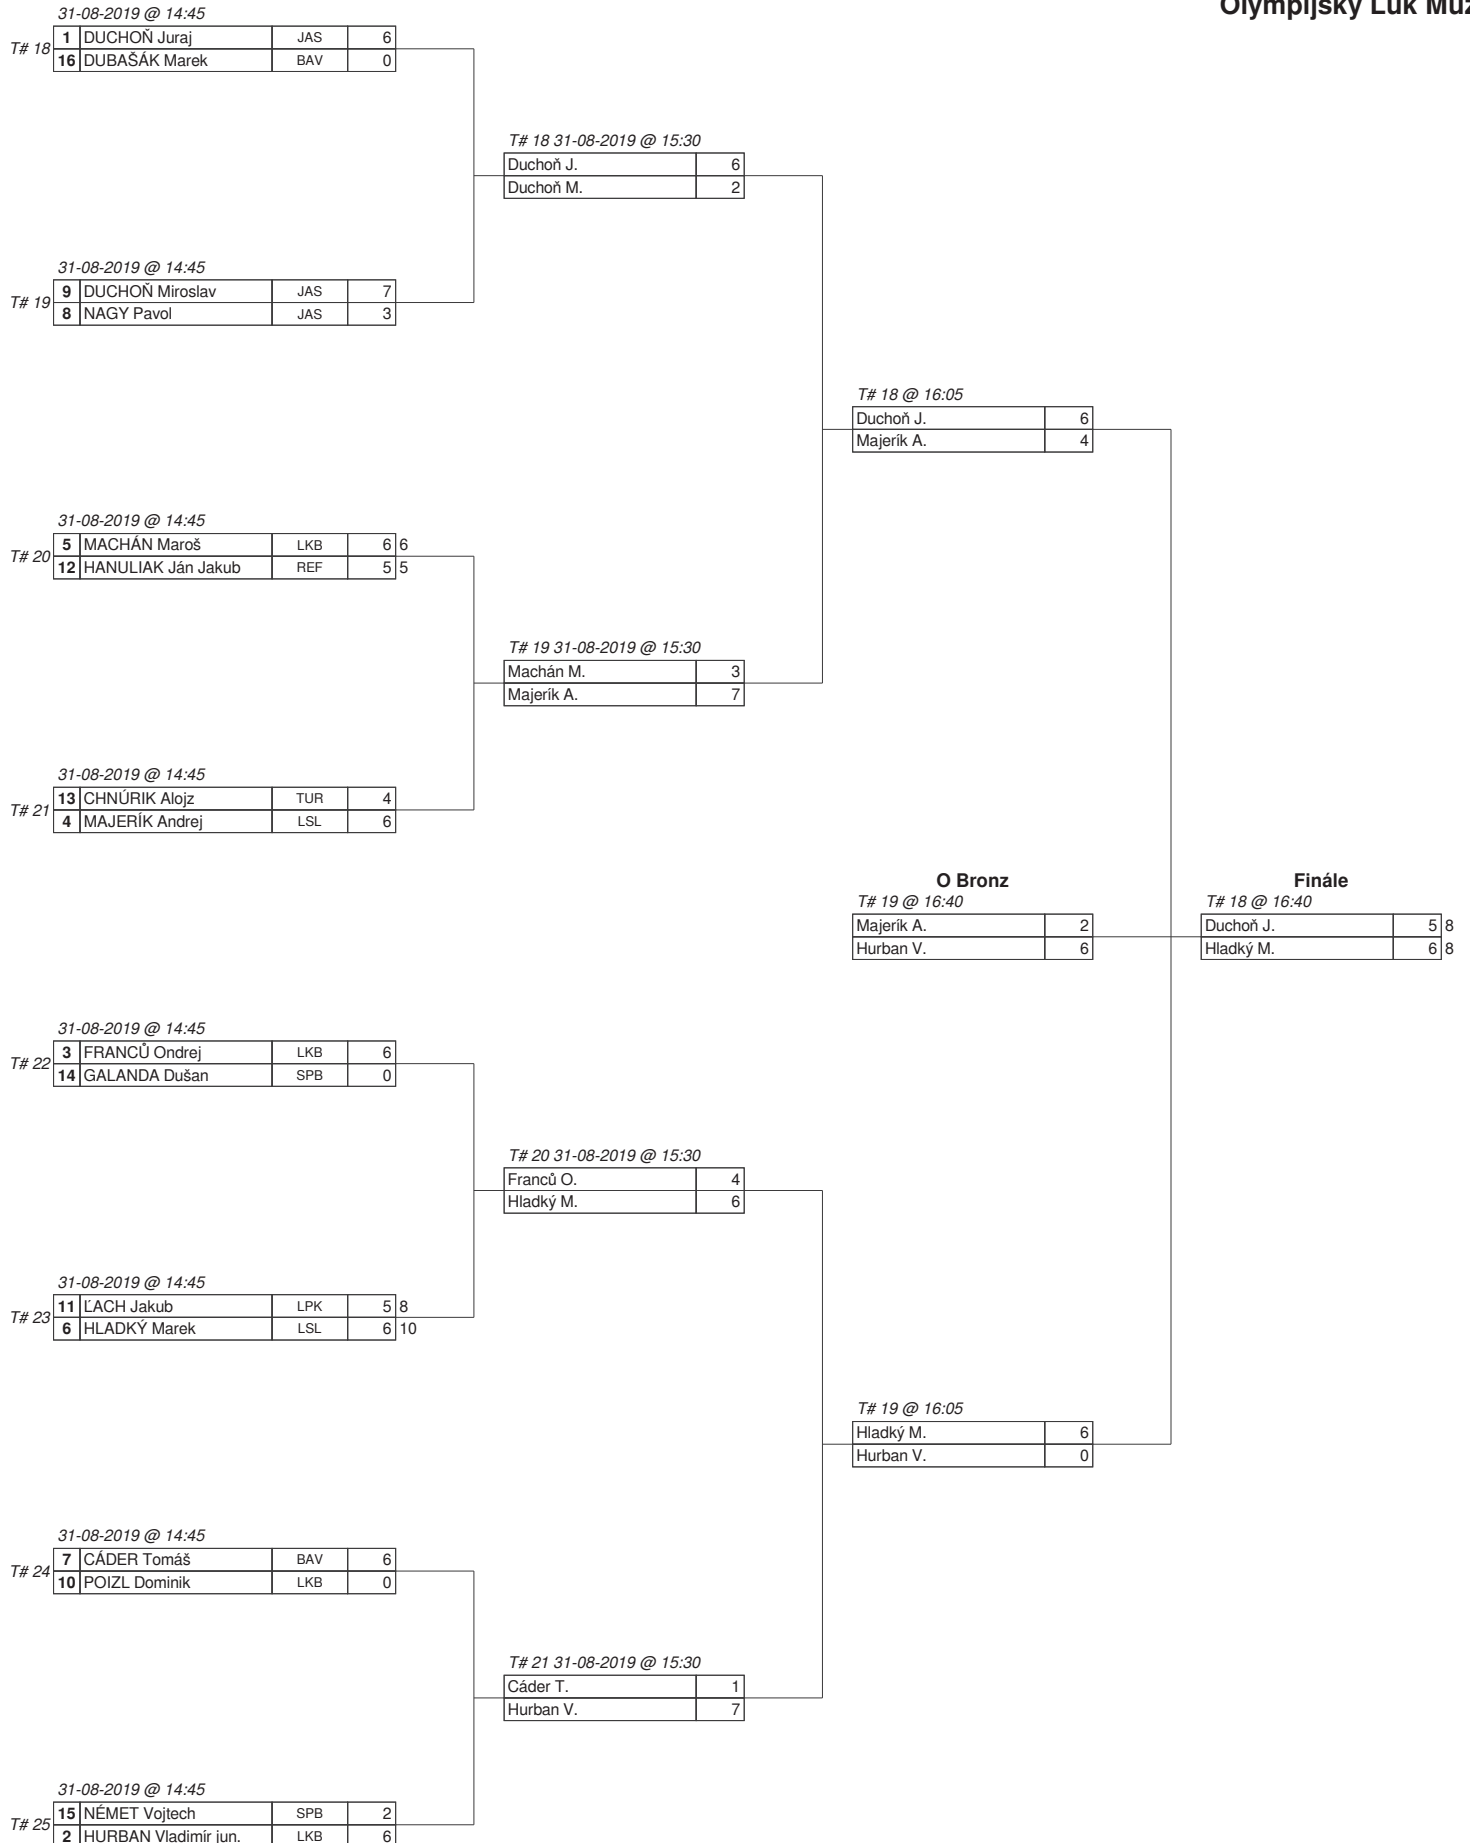 Olympijský Luk Muž
31-08-2019 @ 14:45
T# 18
1 DUCHOŇ Juraj JAS 6
16 DUBAŠÁK Marek BAV 0
T# 18 31-08-2019 @ 15:30
Duchoň J. 6
Duchoň M. 2
31-08-2019 @ 14:45
T# 19
9 DUCHOŇ Miroslav JAS 7
8 NAGY Pavol JAS 3
T# 18 @ 16:05
Duchoň J. 6
Majerík A. 4
31-08-2019 @ 14:45
T# 20
5 MACHÁN Maroš LKB 6 6
12 HANULIAK Ján Jakub REF 5 5
T# 19 31-08-2019 @ 15:30
Machán M. 3
Majerík A. 7
31-08-2019 @ 14:45
T# 21
13 CHNÚRIK Alojz TUR 4
4 MAJERÍK Andrej LSL 6
O Bronz
T# 19 @ 16:40
Majerík A. 2
Hurban V. 6
Finále
T# 18 @ 16:40
Duchoň J. 5 8
Hladký M. 6 8
31-08-2019 @ 14:45
T# 22
3 FRANCŮ Ondrej LKB 6
14 GALANDA Dušan SPB 0
T# 20 31-08-2019 @ 15:30
Franců O. 4
Hladký M. 6
31-08-2019 @ 14:45
T# 23
11 ĽACH Jakub LPK 5 8
6 HLADKÝ Marek LSL 6 10
T# 19 @ 16:05
Hladký M. 6
Hurban V. 0
31-08-2019 @ 14:45
T# 24
7 CÁDER Tomáš BAV 6
10 POIZL Dominik LKB 0
T# 21 31-08-2019 @ 15:30
Cáder T. 1
Hurban V. 7
31-08-2019 @ 14:45
T# 25
15 NÉMET Vojtech SPB 2
2 HURBAN Vladimír jun. LKB 6